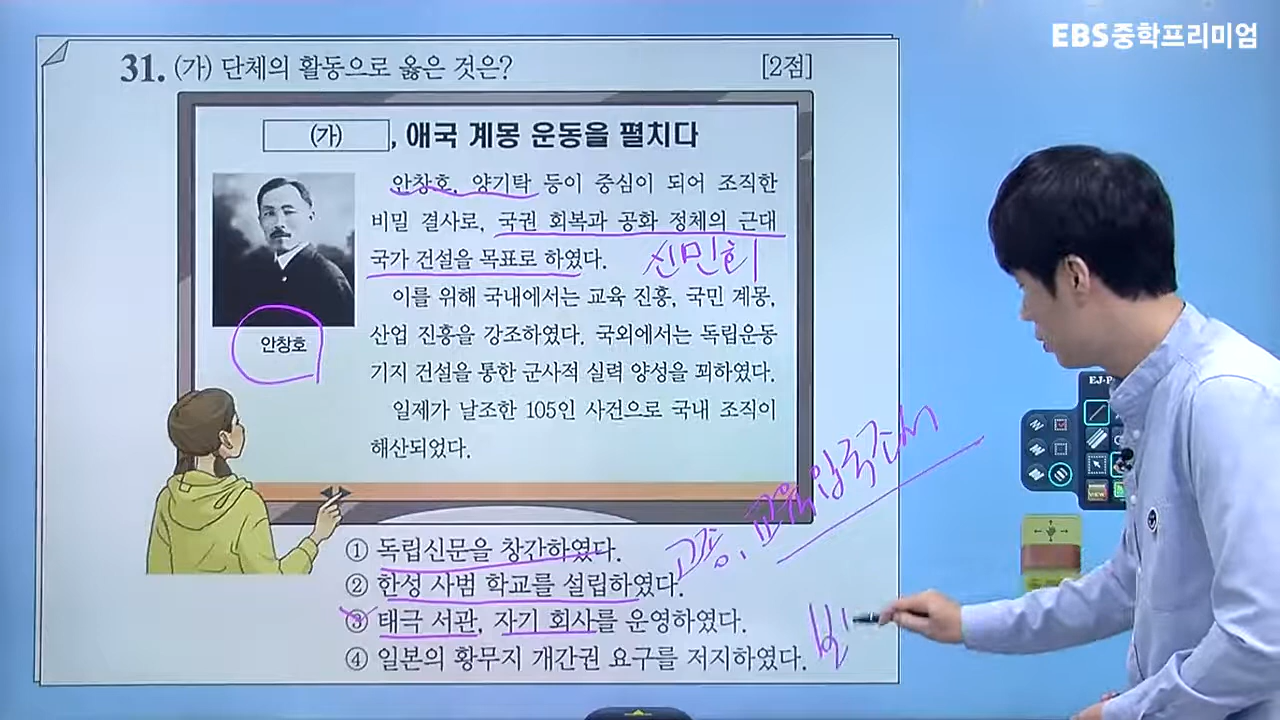 EBS중학프리미엄
31. (가) 단체의 활동으로 옳은 것은? [2점]
(가) , 애국 계몽 운동을 펼치다
안창호, 양기탁 등이 중심이 되어 조직한
비밀 결사로, 국권 회복과 공화 정체의 근대
국가 건설을 목표로 하였다. 신민회
이를 위해 국내에서는 교육 진흥, 국민 계몽,
산업 진흥을 강조하였다. 국외에서는 독립운동
기지 건설을 통한 군사적 실력 양성을 꾀하였다.
일제가 날조한 105인 사건으로 국내 조직이
해산되었다.
안창호
① 독립신문을 창간하였다.
② 한성 사범 학교를 설립하였다.
고종, 교육입국조서
③ 태극 서관, 자기 회사를 운영하였다.
④ 일본의 황무지 개간권 요구를 저지하였다.
EJ-P
VIEW